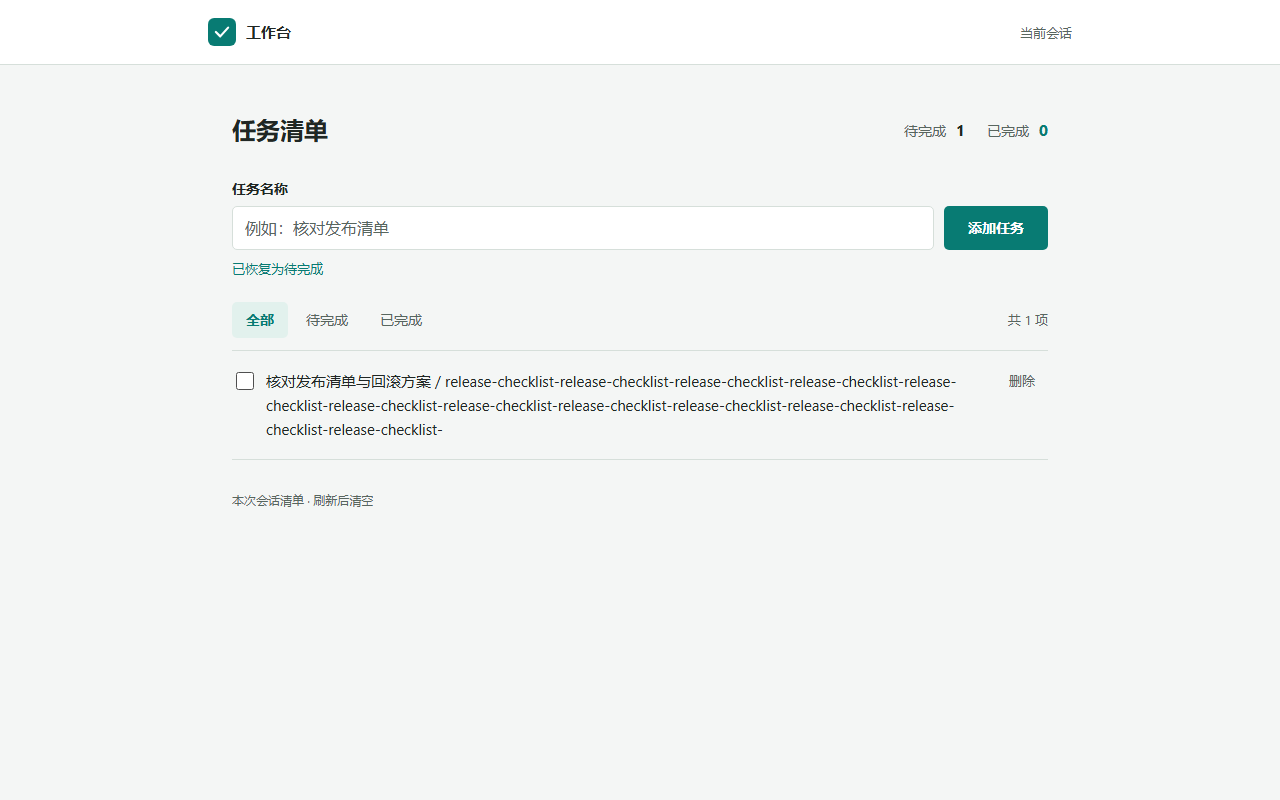 工作台
当前会话
任务清单
待完成 1 已完成 0
任务名称
例如：核对发布清单
添加任务
已恢复为待完成
全部 待完成 已完成
共 1 项
核对发布清单与回滚方案 / release-checklist-release-checklist-release-checklist-release-checklist-release-
checklist-release-checklist-release-checklist-release-checklist-release-checklist-release-checklist-release-
checklist-release-checklist-
删除
本次会话清单 · 刷新后清空